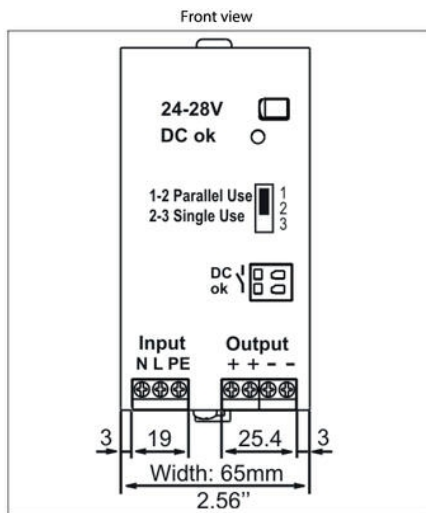 Front view
24-28V
DC ok
1-2 Parallel Use
2-3 Single Use
1
2
3
DC
ok
Input Output
N L PE + + - -
3 19 25.4 3
Width: 65mm
2.56”